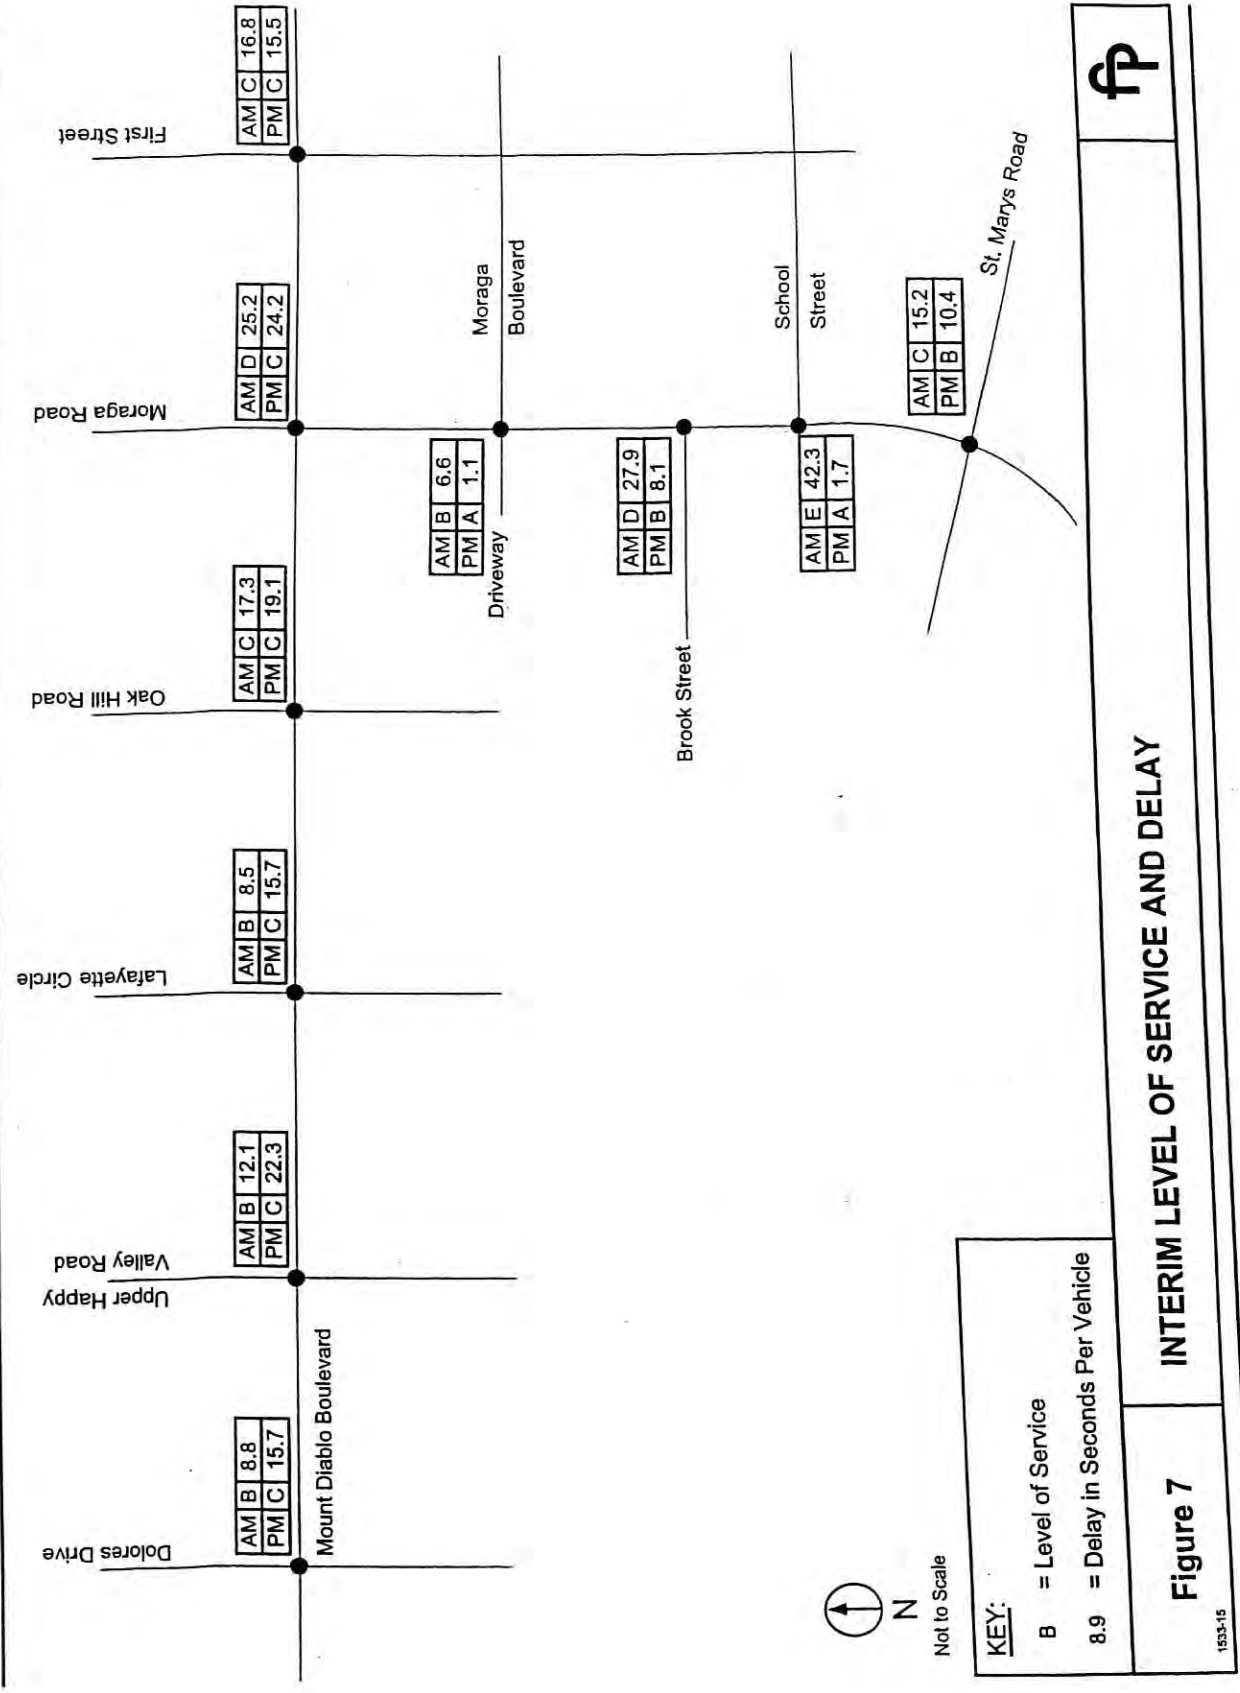 Dolores Drive
Upper Happy
Valley Road
Lafayette Circle
Oak Hill Road
Moraga Road
First Street
AM B 8.8
PM C 15.7
AM B 12.1
PM C 22.3
AM B 8.5
PM C 15.7
AM C 17.3
PM C 19.1
AM D 25.2
PM C 24.2
AM C 16.8
PM C 15.5
Mount Diablo Boulevard
AM B 6.6
PM A 1.1
Driveway
Moraga
Boulevard
AM D 27.9
PM B 8.1
Brook Street
School
Street
AM E 42.3
PM A 1.7
AM C 15.2
PM B 10.4
St. Marys Road
N
Not to Scale
KEY:
B = Level of Service
8.9 = Delay in Seconds Per Vehicle
Figure 7
INTERIM LEVEL OF SERVICE AND DELAY
fp
1533-15